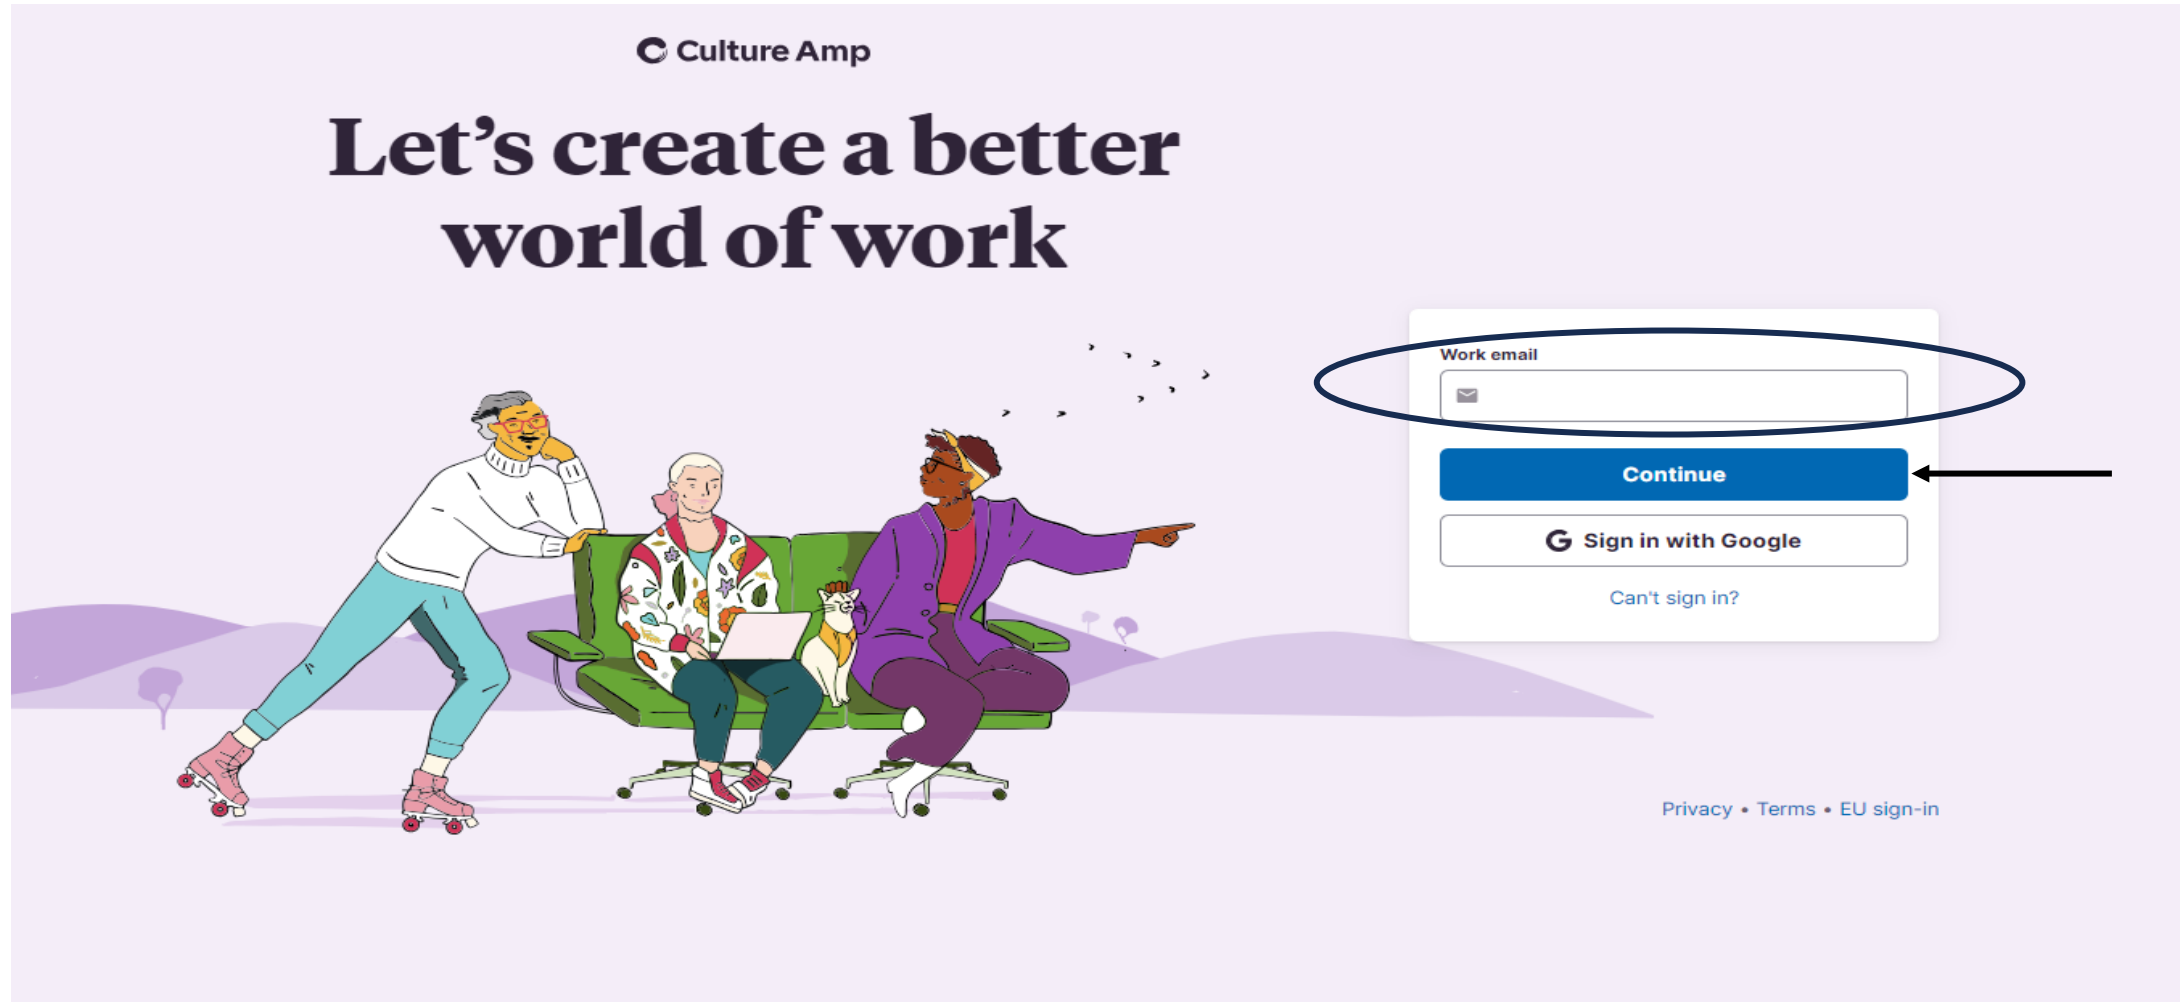 Culture Amp
Let’s create a better
world of work
Work email
Continue
G Sign in with Google
Can't sign in?
Privacy • Terms • EU sign-in